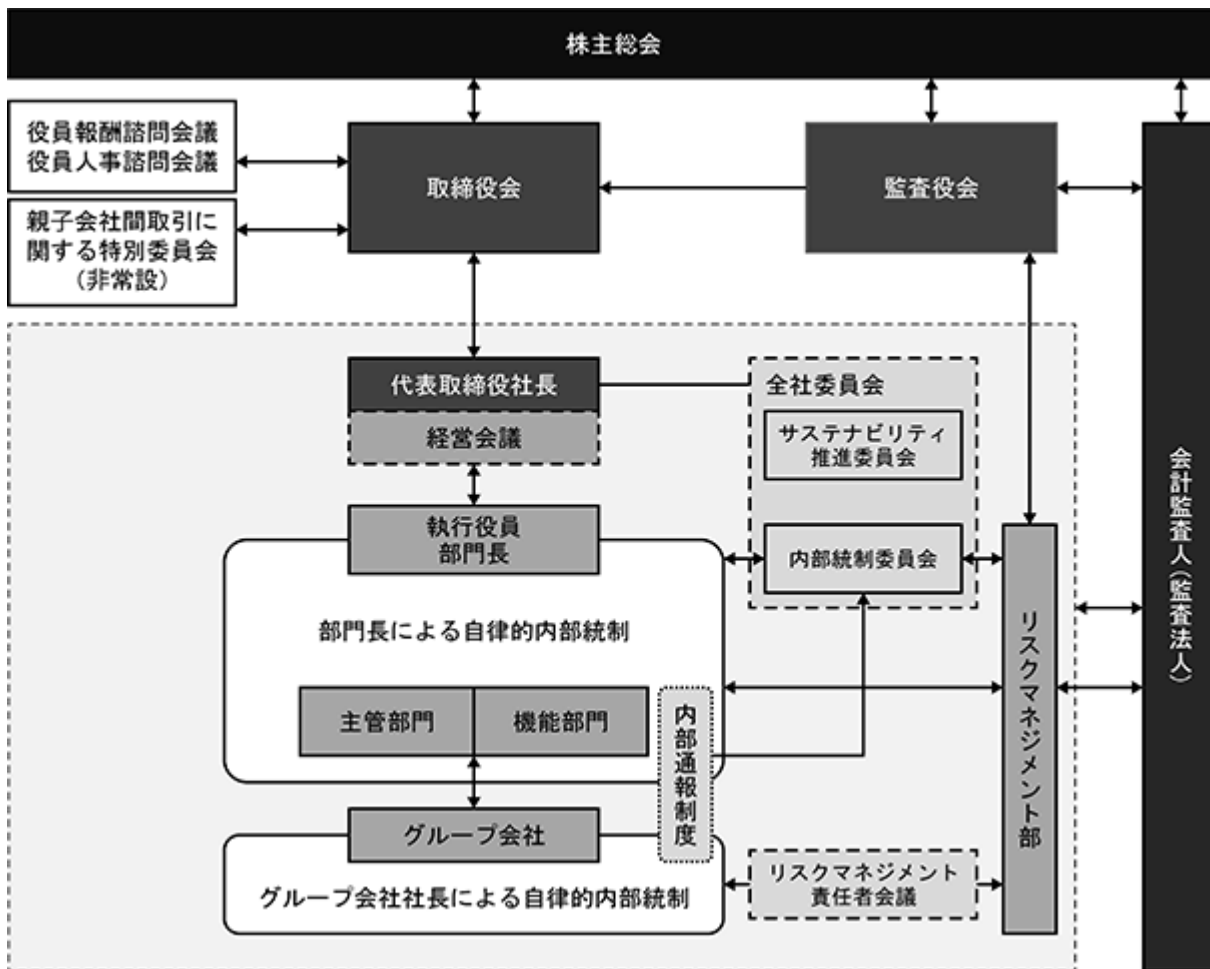 株主総会
役員報酬諮問会議
役員人事諮問会議
取締役会
監査役会
親子会社間取引に
関する特別委員会
(非常設)
代表取締役社長
経営会議
全社委員会
サステナビリティ
推進委員会
執行役員
部門長
内部統制委員会
部門長による自律的内部統制
主管部門
機能部門
内部通報制度
グループ会社
グループ会社社長による自律的内部統制
リスクマネジメント
責任者会議
リスクマネジメント部
会計監査人(監査法人)